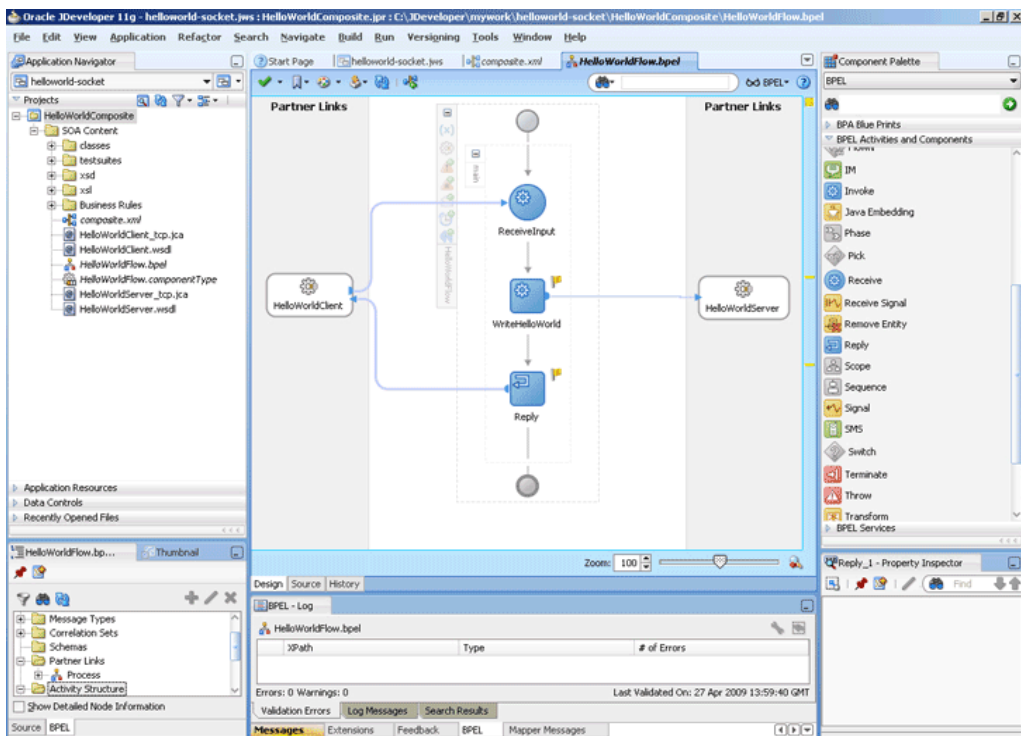 Oracle JDeveloper 11g - helloworld-socket.jws : HelloWorldComposite.jpr : C:\JDeveloper\mywork\helloworld-socket\HelloWorldComposite\HelloWorldFlow.bpel
File Edit View Application Refactor Search Navigate Build Run Versioning Tools Window Help
Application Navigator
helloworld-socket
Projects
HelloWorldComposite
SOA Content
classes
testsuites
xsd
xsl
Business Rules
composite.xml
HelloWorldClient_tcp.jca
HelloWorldClient.wsdl
HelloWorldFlow.bpel
HelloWorldFlow.componentType
HelloWorldServer_tcp.jca
HelloWorldServer.wsdl
Application Resources
Data Controls
Recently Opened Files
HelloWorldFlow.bp... Thumbnail
Message Types
Correlation Sets
Schemas
Partner Links
Process
Activity Structure
Show Detailed Node Information
Source BPEL
Start Page helloworld-socket.jws composite.xml HelloWorldFlow.bpel
BPEL
Partner Links Partner Links
main
HelloWorldFlow
ReceiveInput
HelloWorldClient
HelloWorldServer
WriteHelloWorld
Reply
Zoom: 100
Design Source History
BPEL - Log
HelloWorldFlow.bpel
XPath Type # of Errors
Errors: 0 Warnings: 0 Last Validated On: 27 Apr 2009 13:59:40 GMT
Validation Errors Log Messages Search Results
Messages Extensions Feedback BPEL Mapper Messages
Component Palette
BPEL
BPA Blue Prints
BPEL Activities and Components
IM
Invoke
Java Embedding
Phase
Pick
Receive
Receive Signal
Remove Entity
Reply
Scope
Sequence
Signal
SMS
Switch
Terminate
Throw
Transform
BPEL Services
Reply_1 - Property Inspector
Find